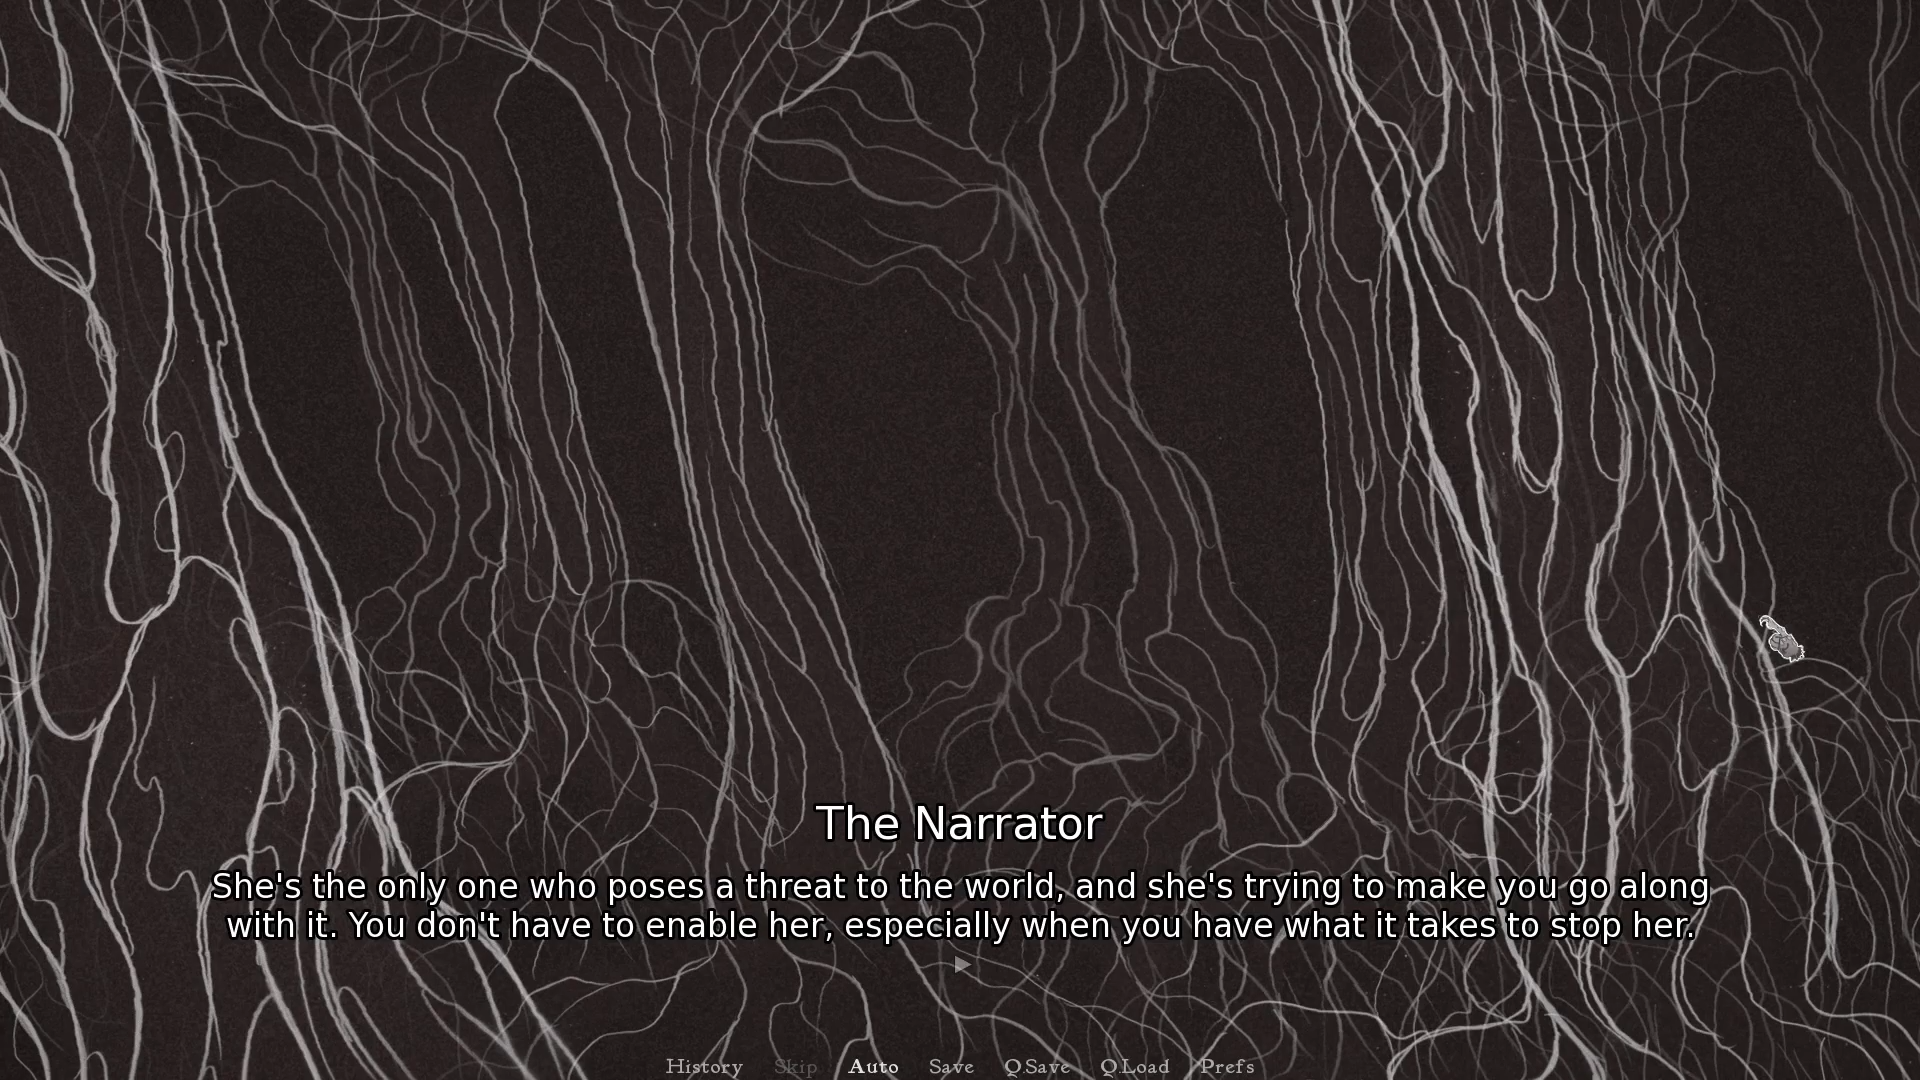 The Narrator
She's the only one who poses a threat to the world, and she's trying to make you go along
with it. You don't have to enable her, especially when you have what it takes to stop her.
History Skip Auto Save Q.Save Q.Load Prefs